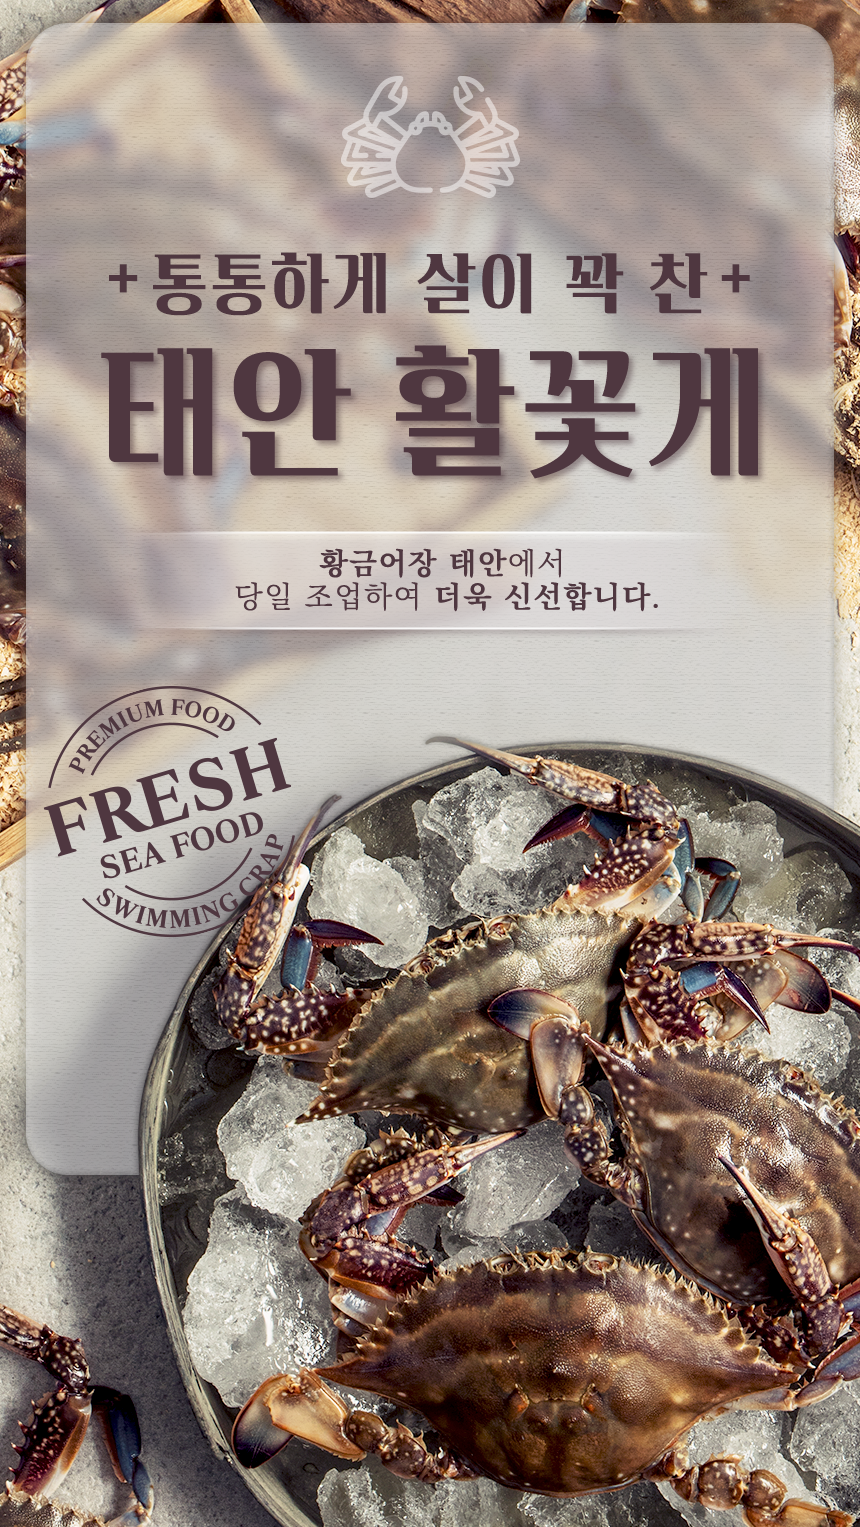 +통통하게 살이 꽉 찬+
태안 활꽃게
황금어장 태안에서
당일 조업하여 더욱 신선합니다.
PREMIUM FOOD
FRESH
SEA FOOD
SWIMMING CRAP